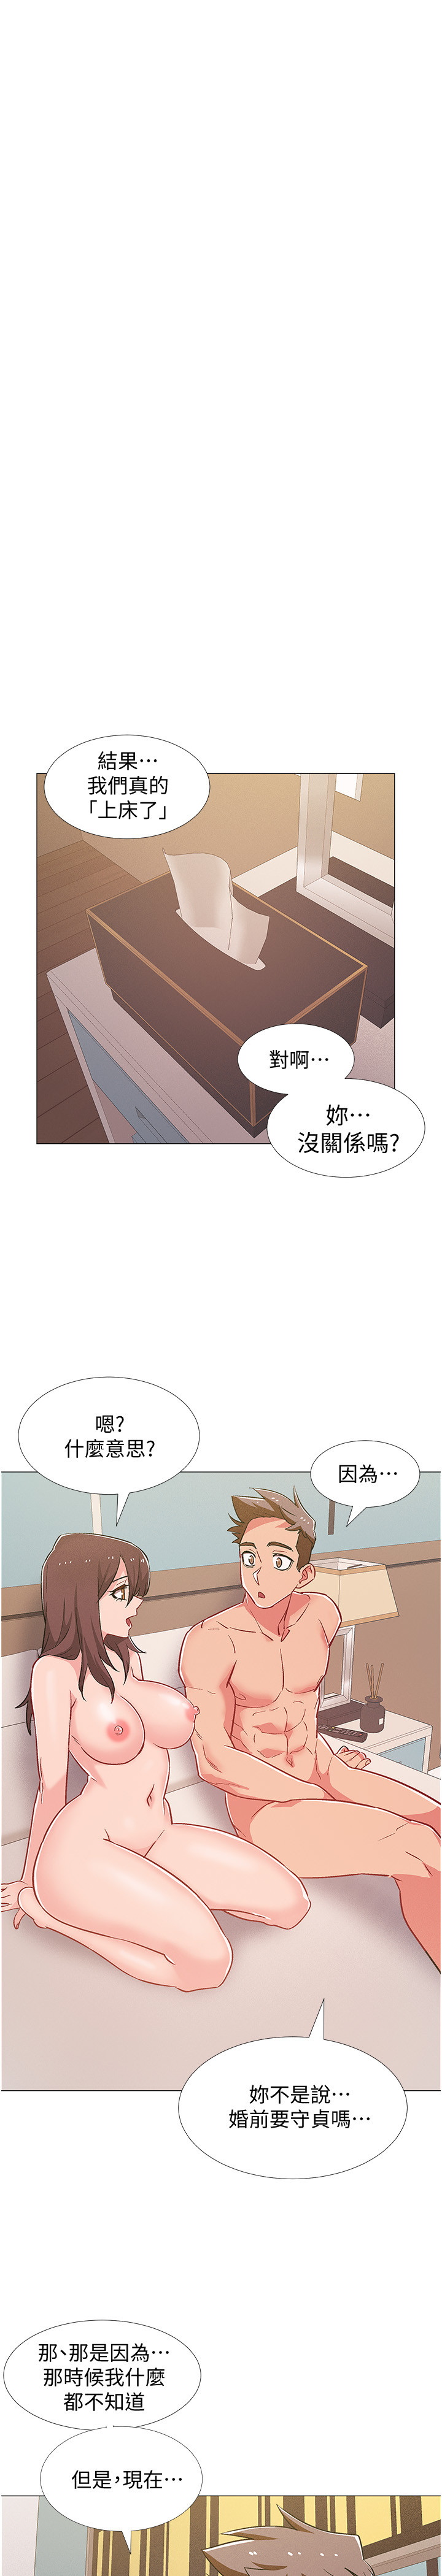 結果⋯
我們真的
「上床了」
對啊⋯
妳⋯
沒關係嗎?
嗯?
什麼意思?
因為⋯
妳不是說⋯
婚前要守貞嗎⋯
那、那是因為⋯
那時候我什麼
都不知道
但是,現在⋯